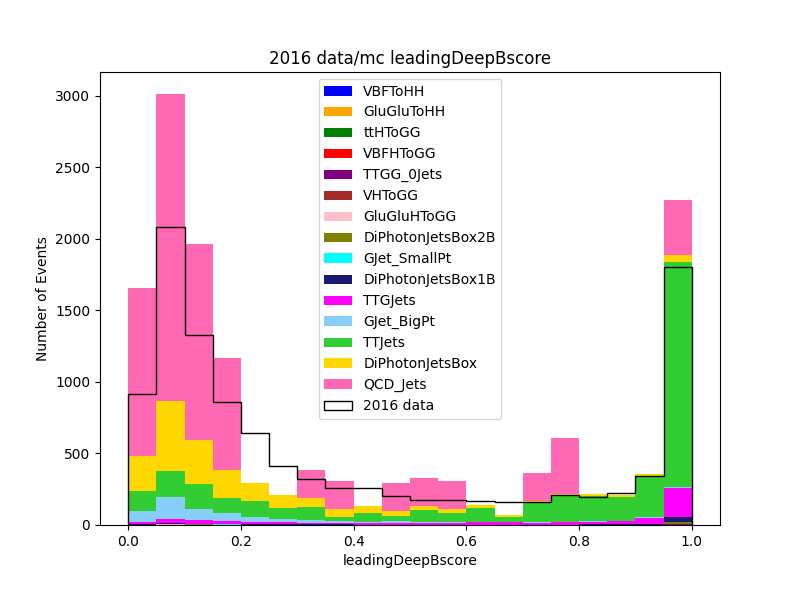 2016 data/mc leadingDeepBscore
Number of Events
3000
2500
2000
1500
1000
500
0
VBFToHH
GluGluToHH
ttHToGG
VBFHToGG
TTGG_0Jets
VHToGG
GluGluHToGG
DiPhotonJetsBox2B
GJet_SmallPt
DiPhotonJetsBox1B
TTGJets
GJet_BigPt
TTJets
DiPhotonJetsBox
QCD_Jets
2016 data
0.0 0.2 0.4 0.6 0.8 1.0
leadingDeepBscore